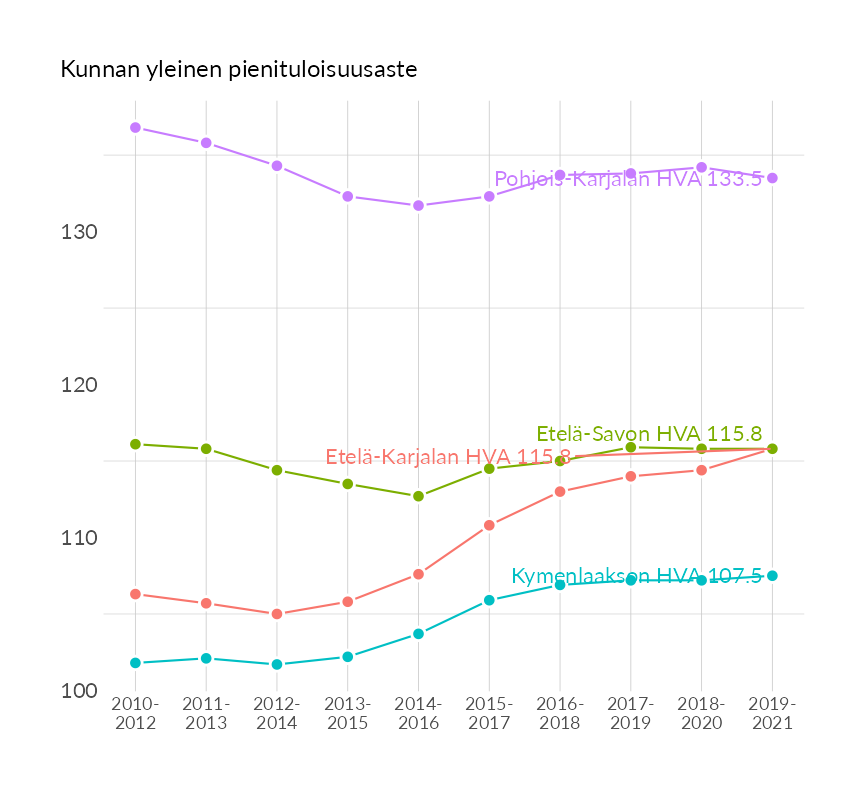 Kunnan yleinen pienituloisuusaste
Pohjois-Karjalan HVA 133.5
130
120
Etelä-Savon HVA 115.8
Etelä-Karjalan HVA 115.8
110
Kymenlaakson HVA 107.5
100
2010- 2011- 2012- 2013- 2014- 2015- 2016- 2017- 2018- 2019-
2012 2013 2014 2015 2016 2017 2018 2019 2020 2021